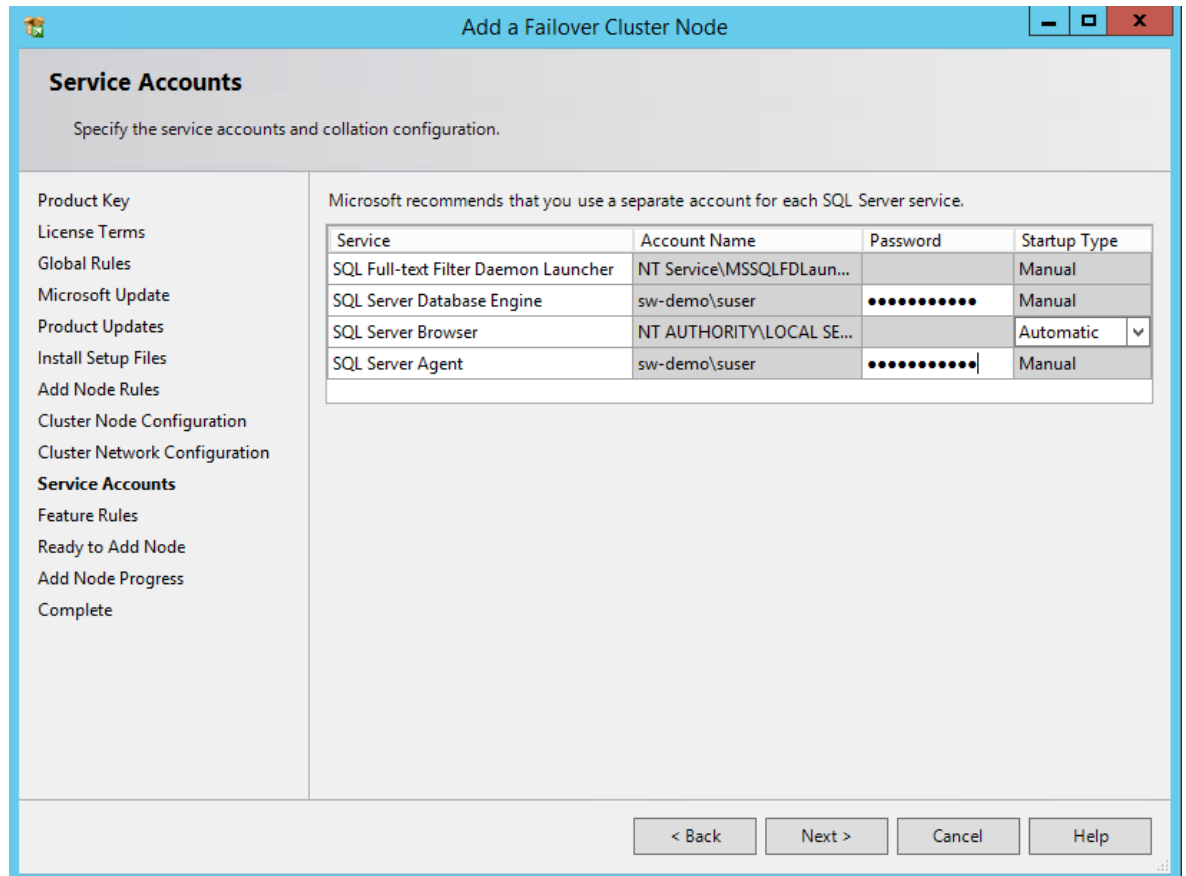 Add a Failover Cluster Node
Service Accounts
Specify the service accounts and collation configuration.
Product Key
License Terms
Global Rules
Microsoft Update
Product Updates
Install Setup Files
Add Node Rules
Cluster Node Configuration
Cluster Network Configuration
Service Accounts
Feature Rules
Ready to Add Node
Add Node Progress
Complete
Microsoft recommends that you use a separate account for each SQL Server service.
Service Account Name Password Startup Type
SQL Full-text Filter Daemon Launcher NT Service\MSSQLFDLaun... Manual
SQL Server Database Engine sw-demo\suser ●●●●●●●●●●● Manual
SQL Server Browser NT AUTHORITY\LOCAL SE... Automatic
SQL Server Agent sw-demo\suser ●●●●●●●●●●● Manual
< Back Next > Cancel Help